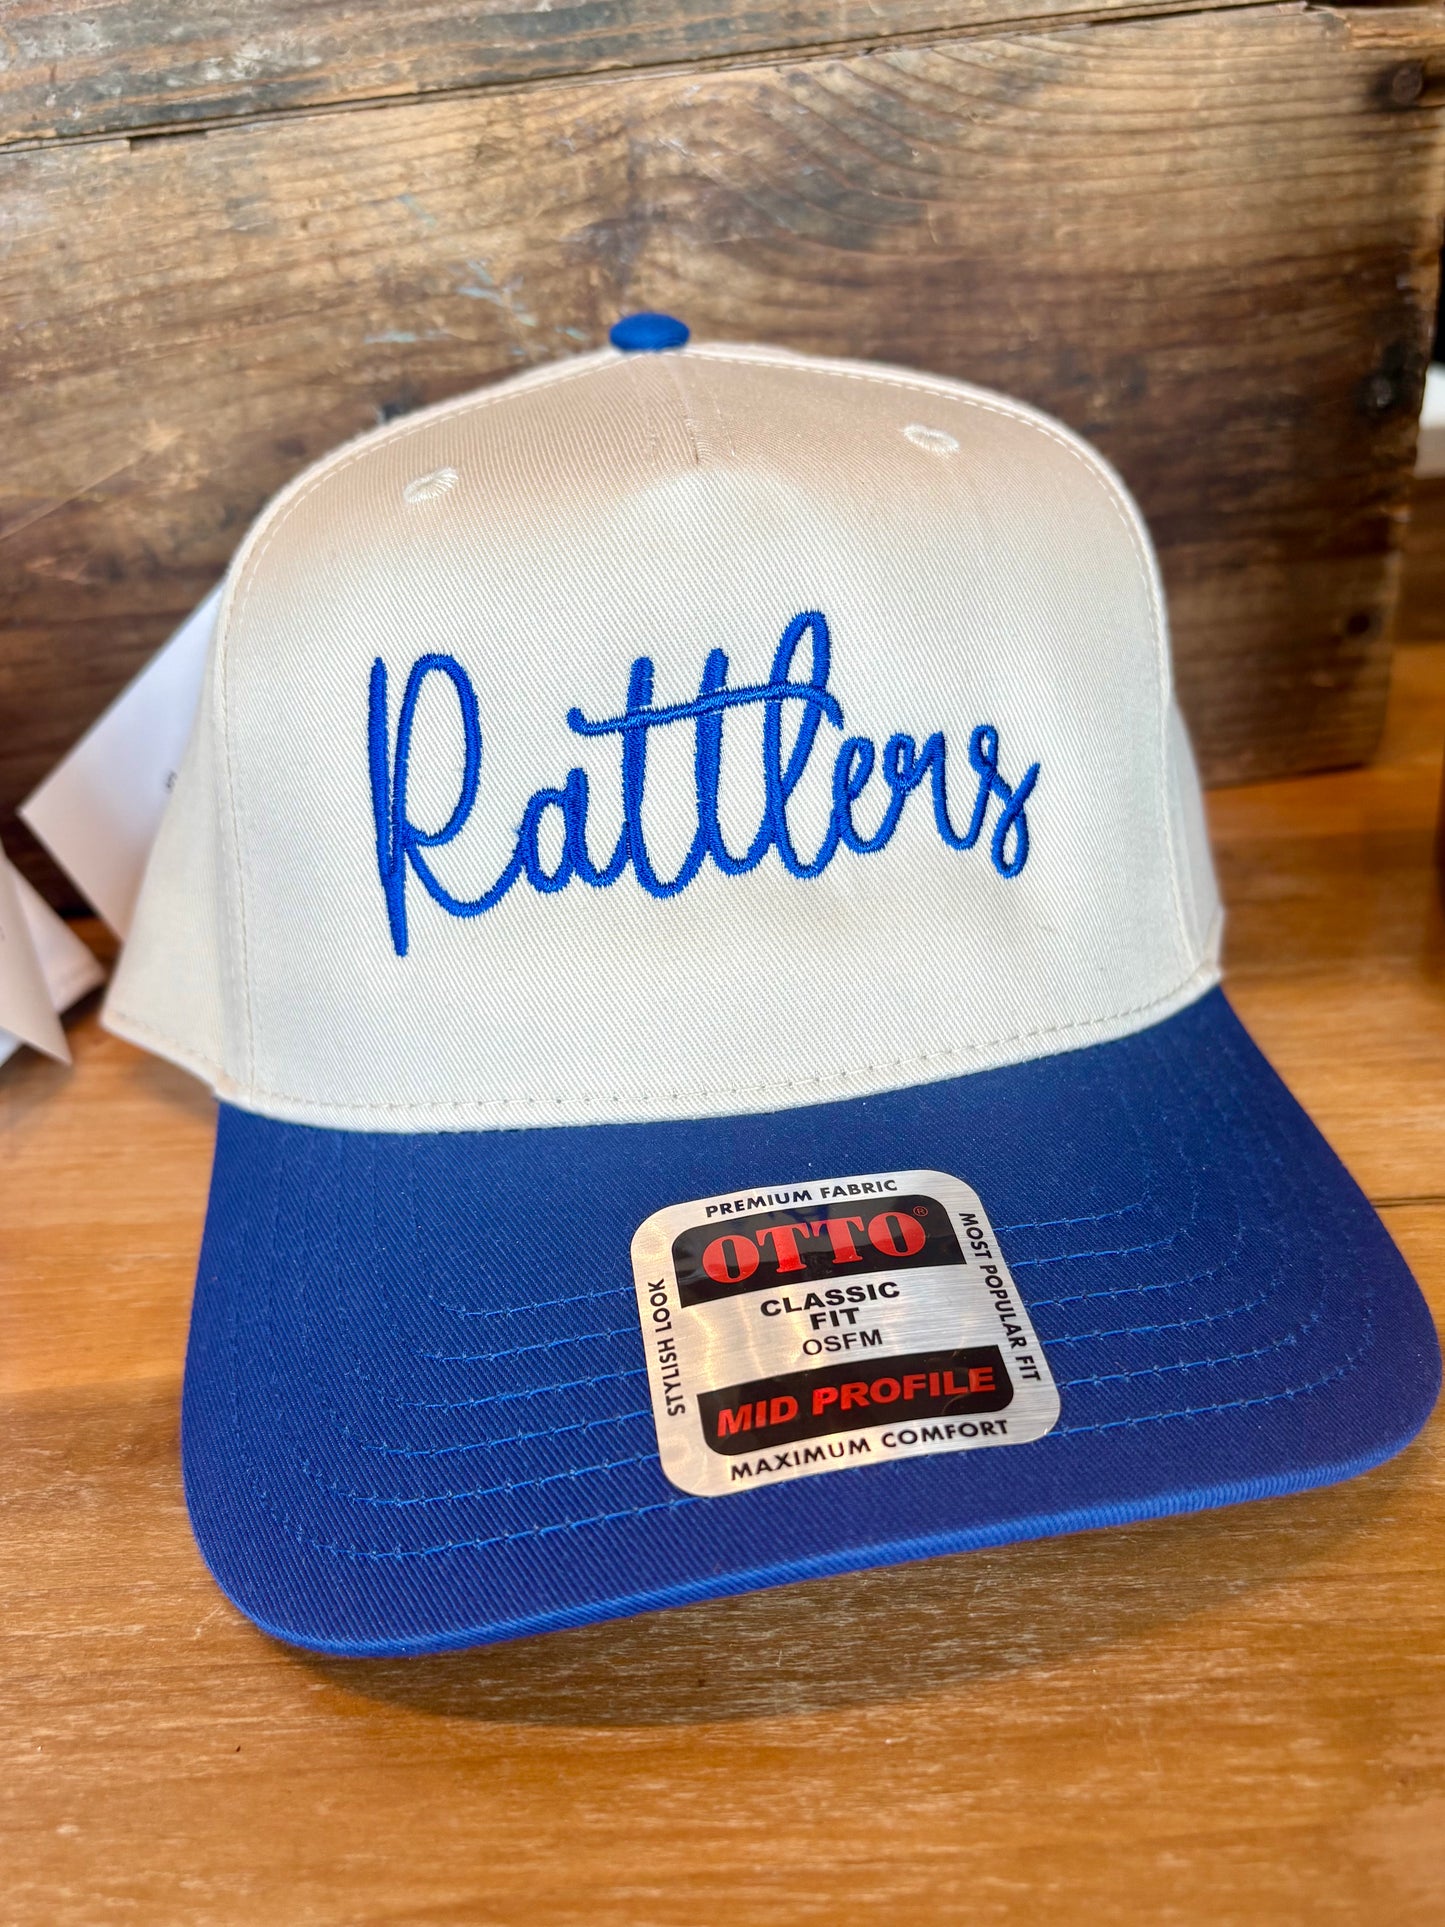 Rattlers
PREMIUM FABRIC
OTTO®
CLASSIC
FIT
OSFM
MID PROFILE
MAXIMUM COMFORT
STYLISH LOOK
MOST POPULAR FIT